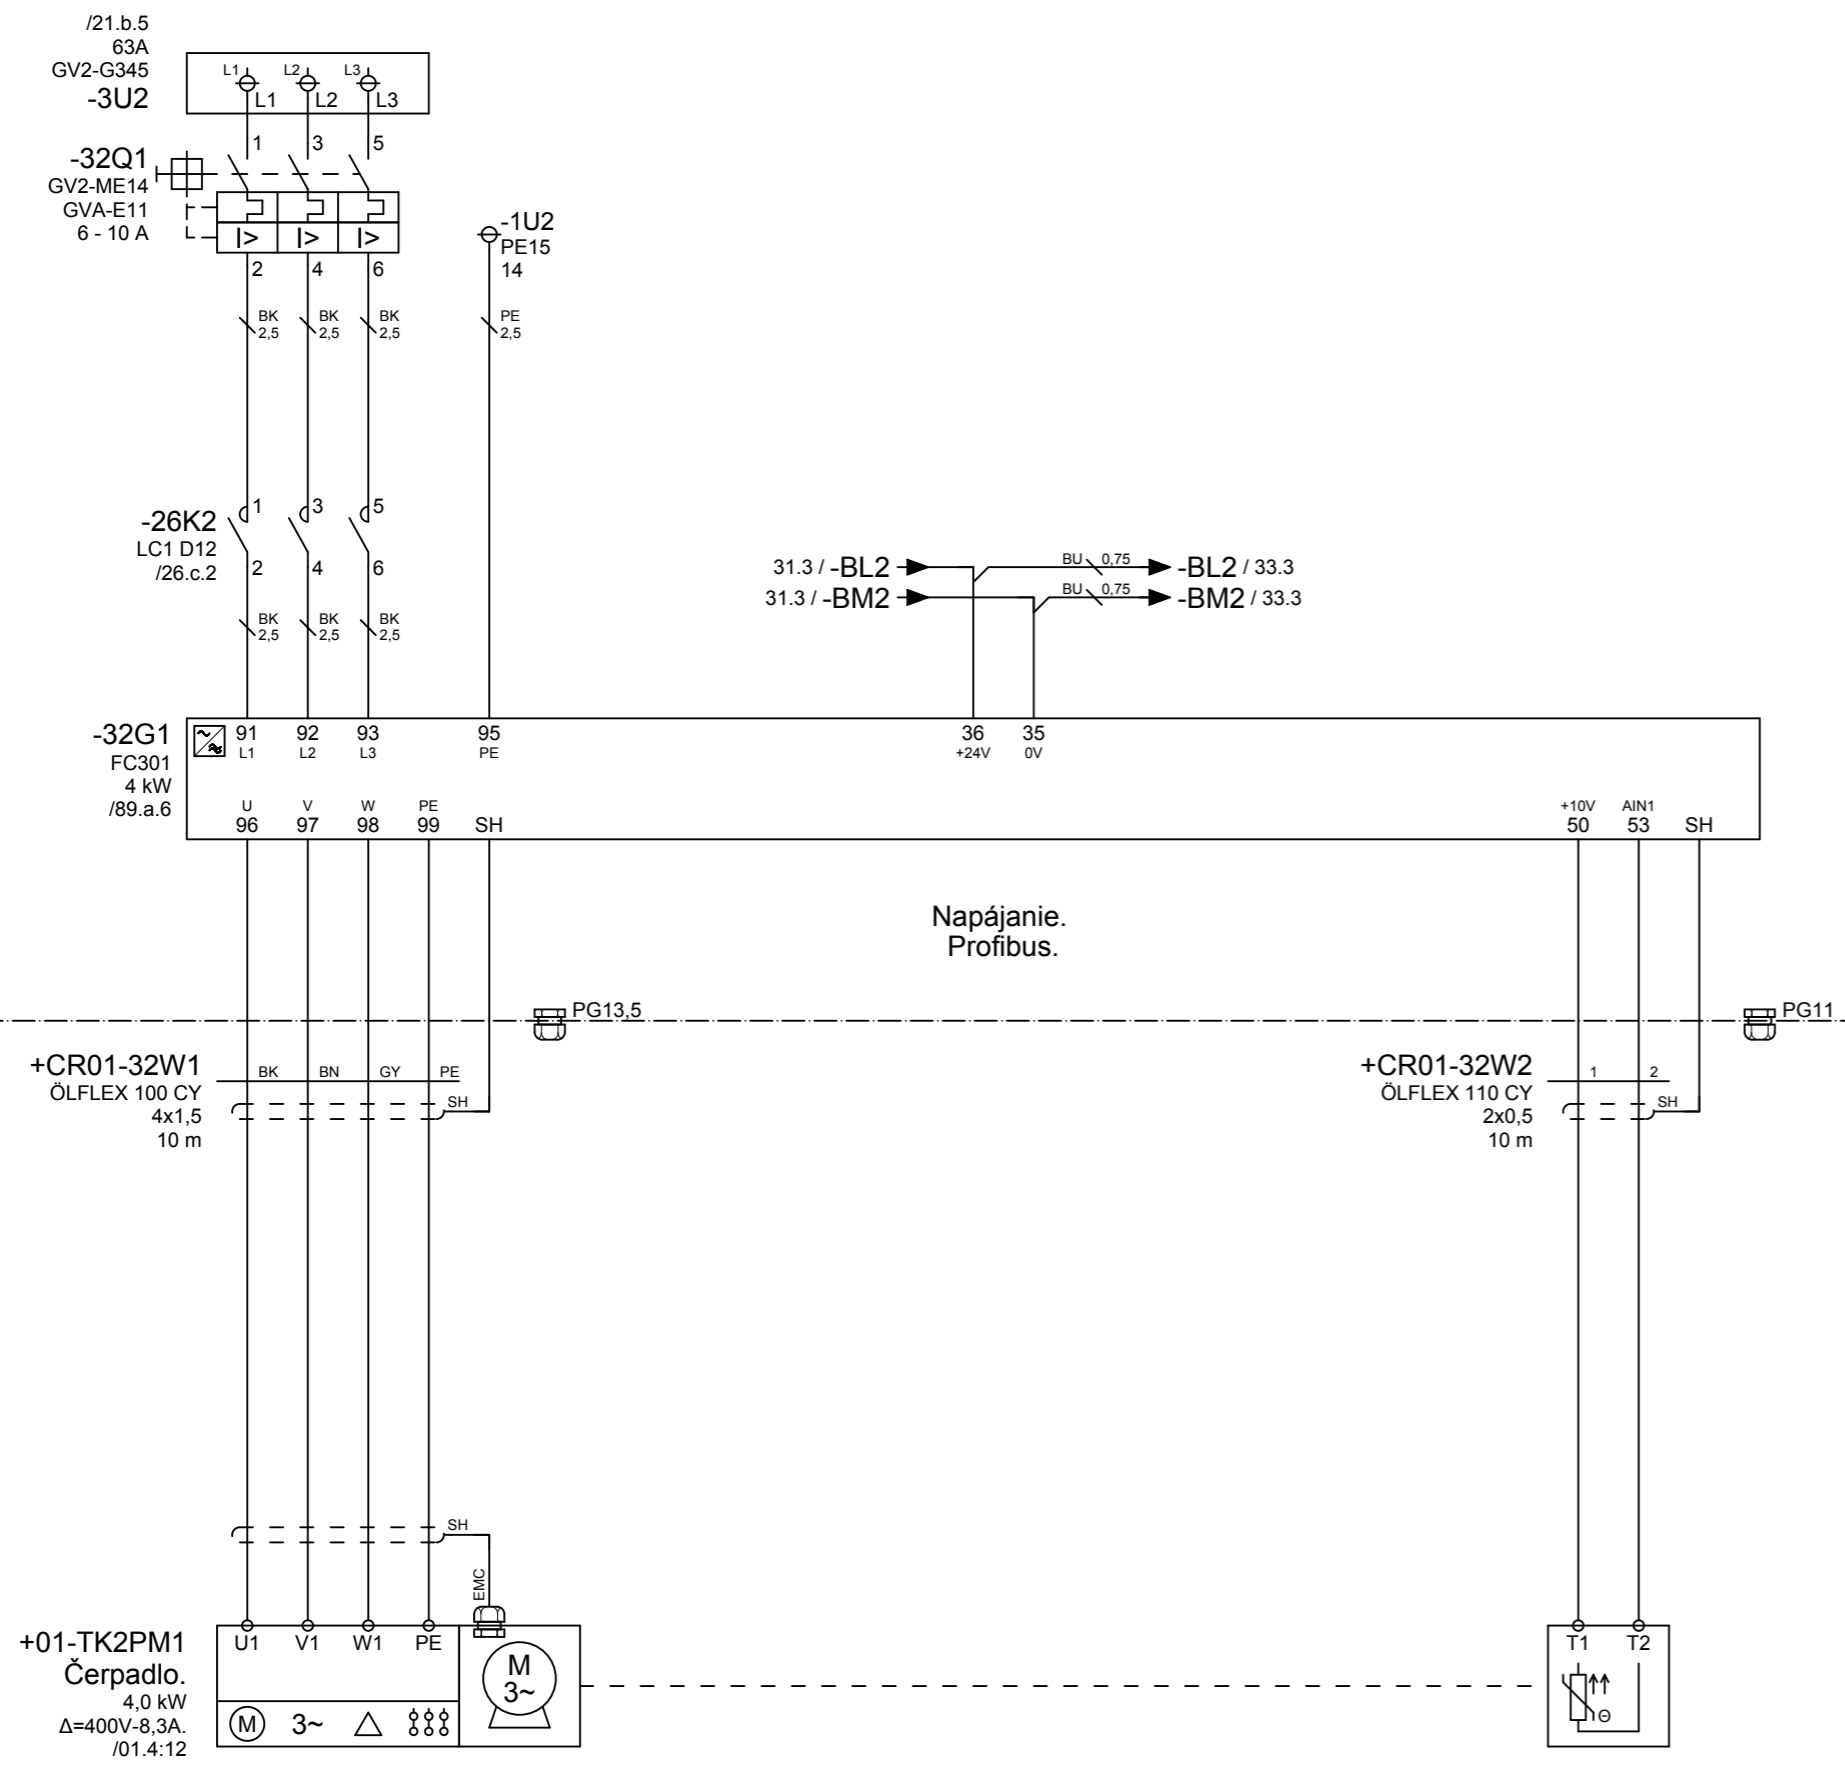 /21.b.5
63A
GV2-G345
-3U2
L1 L2 L3
L1 L2 L3
-32Q1
GV2-ME14
GVA-E11
6 - 10 A
1 3 5
I> I> I>
2 4 6
-1U2
PE15
14
BK BK BK PE
2,5 2,5 2,5 2,5
-26K2
LC1 D12
/26.c.2
1 3 5
2 4 6
BK BK BK
2,5 2,5 2,5
31.3 / -BL2 BU 0,75 -BL2 / 33.3
31.3 / -BM2 BU 0,75 -BM2 / 33.3
-32G1
FC301
4 kW
/89.a.6
91 92 93 95 36 35
L1 L2 L3 PE +24V 0V
U V W PE +10V AIN1
96 97 98 99 SH 50 53 SH
Napájanie.
Profibus.
PG13,5
PG11
+CR01-32W1
ÖLFLEX 100 CY
4x1,5
10 m
BK BN GY PE
SH
+CR01-32W2
ÖLFLEX 110 CY
2x0,5
10 m
1 2
SH
SH
EMC
+01-TK2PM1
Čerpadlo.
4,0 kW
Δ=400V-8,3A.
/01.4:12
U1 V1 W1 PE
M
3~
M 3~
T1 T2
Θ